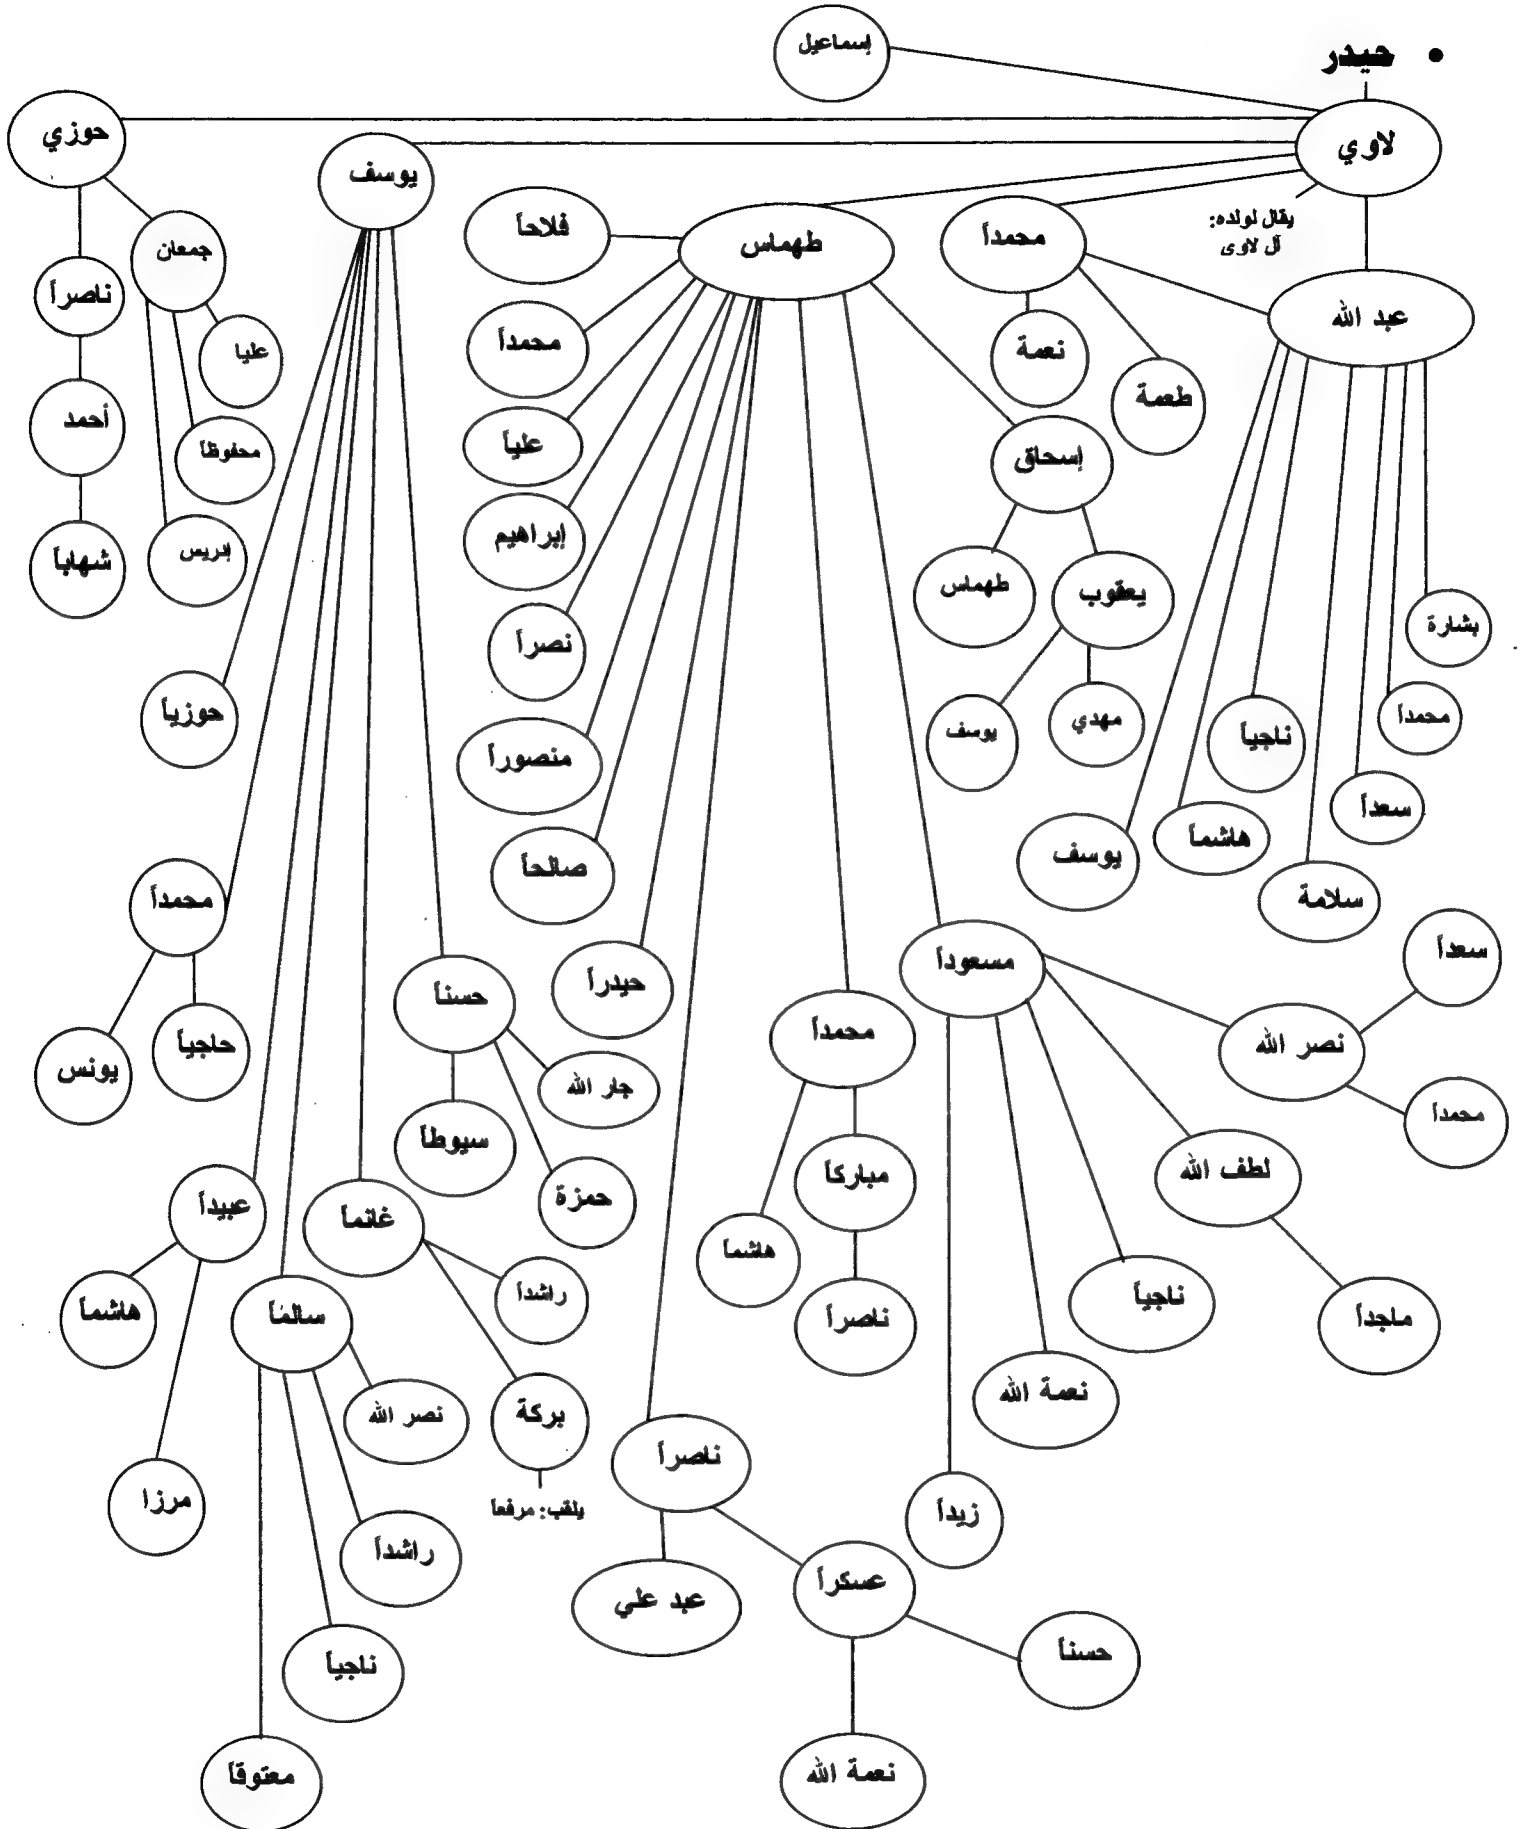 • حيدر
إسماعيل
لاوي
حوزي
يوسف
يقال لولده:
آل لاوى
طهماس
محمداً
فلاحاً
عبد الله
جمعان
ناصراً
عليا
محمداً
نعمة
طعمة
أحمد
محفوظاً
علياً
إسحاق
شهاباً
إدريس
إبراهيم
طهماس
يعقوب
بشارة
نصراً
حوزياً
يوسف
مهدي
ناجياً
محمداً
منصوراً
سعداً
صالحاً
يوسف
هاشماً
سلامة
محمداً
مسعوداً
سعداً
حسناً
حيدراً
محمداً
نصر الله
يونس
حاجياً
جار الله
محمداً
سيوطاً
مباركاً
لطف الله
عبيداً
غانماً
حمزة
هاشماً
راشداً
ناجياً
هاشماً
سالماً
ناصراً
ماجداً
نصر الله
بركة
نعمة الله
ناصراً
مرزا
يلقب: مرفعاً
زيداً
راشداً
عبد علي
عسكراً
ناجياً
حسناً
معتوقاً
نعمة الله